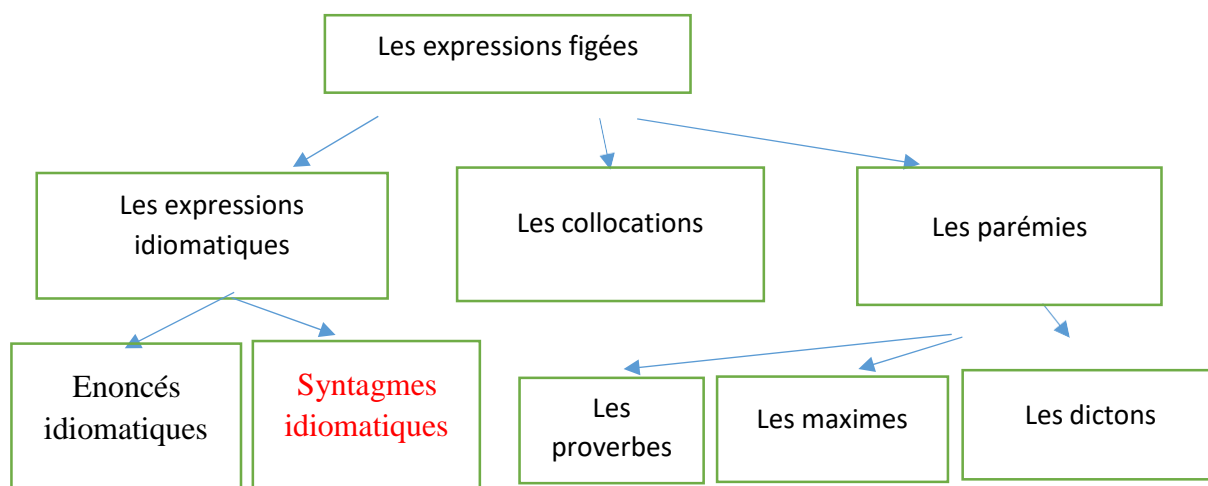 Les expressions figées
Les expressions
idiomatiques
Les collocations
Les parémies
Enoncés
idiomatiques
Syntagmes
idiomatiques
Les
proverbes
Les maximes
Les dictons